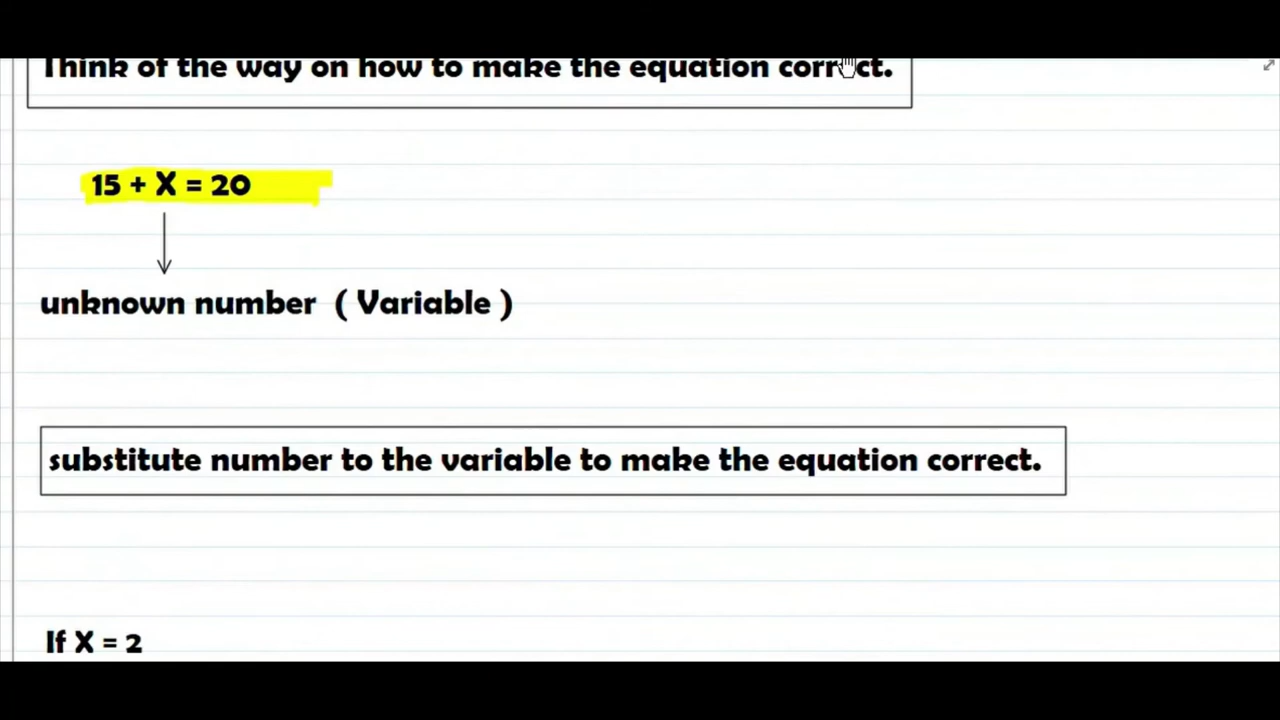 Think of the way on how to make the equation correct.
15 + X = 20
unknown number ( Variable )
substitute number to the variable to make the equation correct.
If X = 2